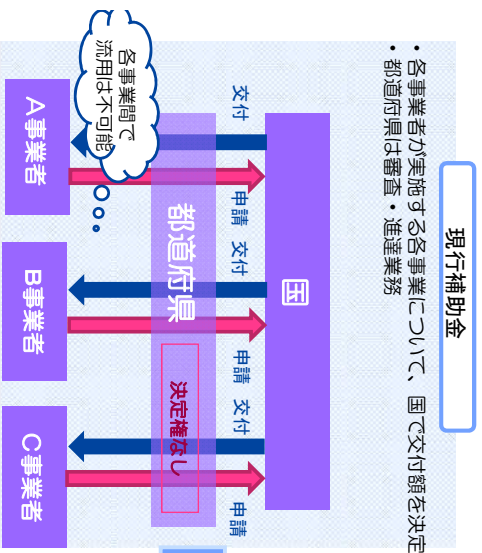 現行補助金
・各事業者が実施する各事業について、国で交付額を決定
・都道府県は審査・進達業務
国
交付
申請
交付
申請
交付
申請
都道府県
決定権なし
各事業間で
流用は不可能
A事業者
B事業者
C事業者